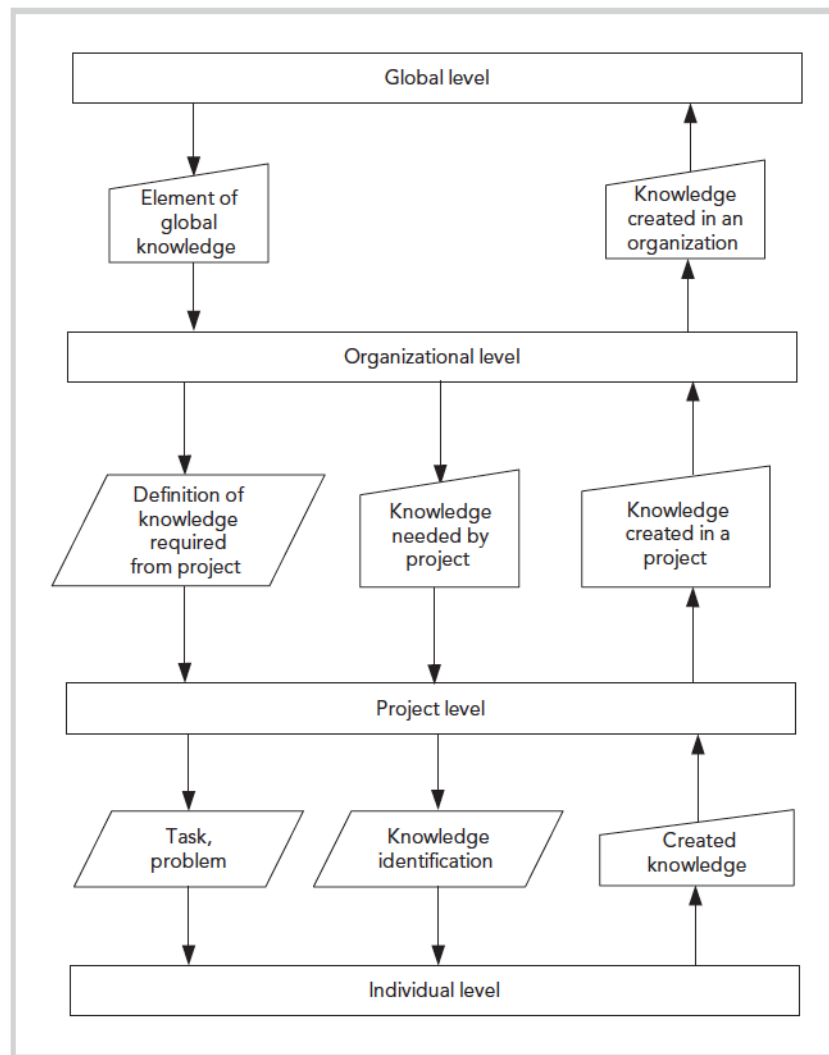 Global level
Element of
global
knowledge
Knowledge
created in an
organization
Organizational level
Definition of
knowledge
required
from project
Knowledge
needed by
project
Knowledge
created in a
project
Project level
Task,
problem
Knowledge
identification
Created
knowledge
Individual level